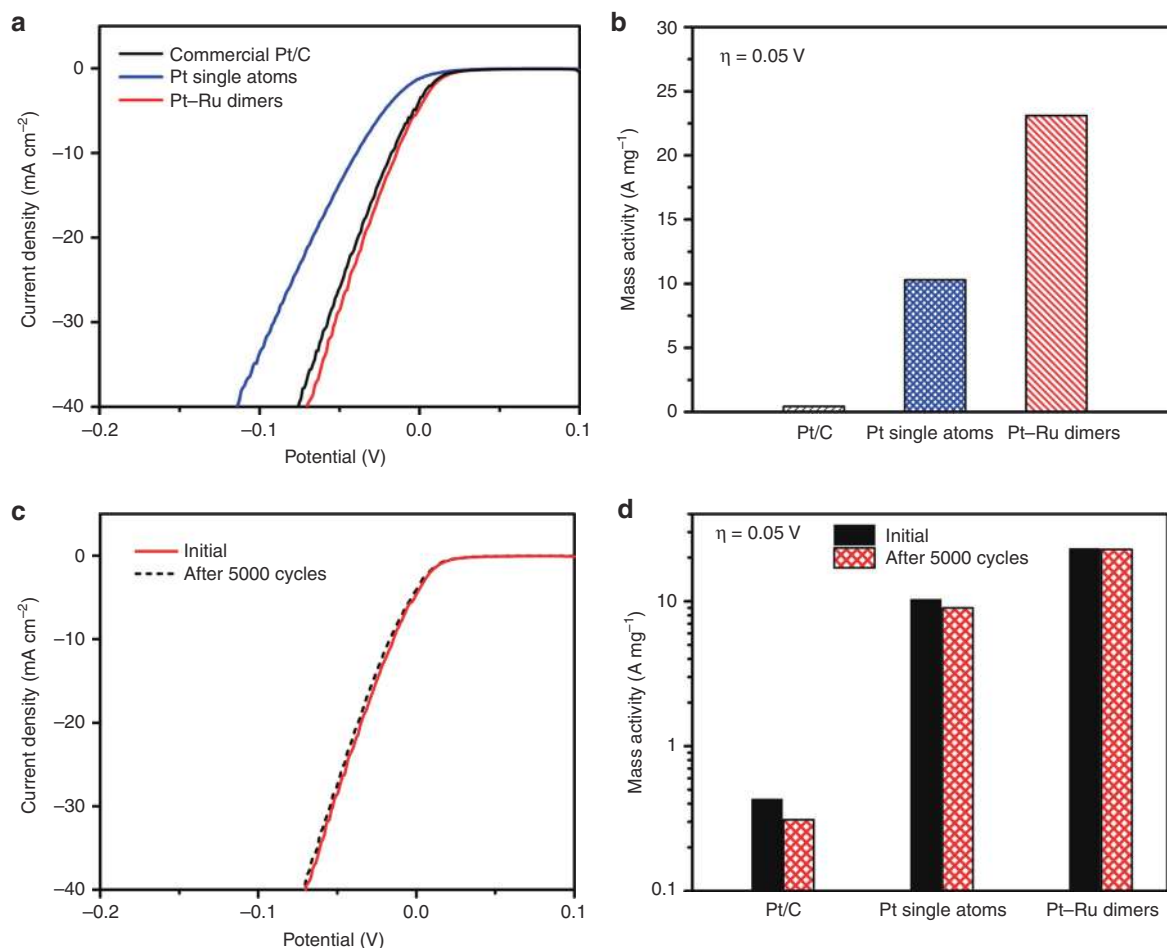 a
Commercial Pt/C
Pt single atoms
Pt–Ru dimers
0
–10
–20
–30
–40
–0.2
–0.1
0.0
0.1
Current density (mA cm⁻²)
Potential (V)
b
η = 0.05 V
30
25
20
15
10
5
0
Mass activity (A mg⁻¹)
Pt/C
Pt single atoms
Pt–Ru dimers
c
Initial
After 5000 cycles
0
–10
–20
–30
–40
–0.2
–0.1
0.0
0.1
Current density (mA cm⁻²)
Potential (V)
d
η = 0.05 V
Initial
After 5000 cycles
10
1
0.1
Mass activity (A mg⁻¹)
Pt/C
Pt single atoms
Pt–Ru dimers